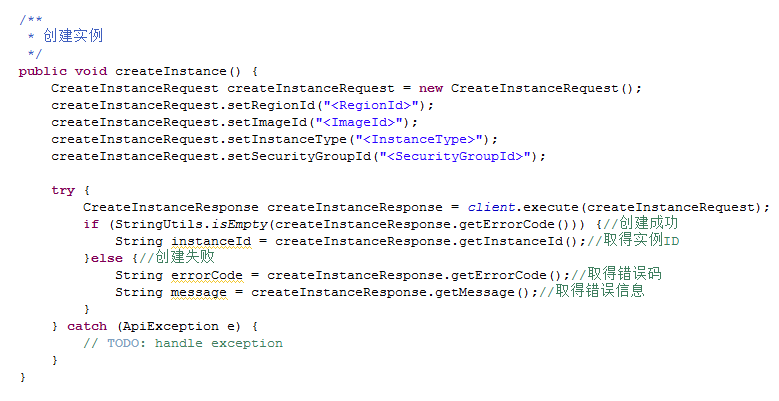 /**
 * 创建实例
 */
public void createInstance() {
    CreateInstanceRequest createInstanceRequest = new CreateInstanceRequest();
    createInstanceRequest.setRegionId("<RegionId>");
    createInstanceRequest.setImageId("<ImageId>");
    createInstanceRequest.setInstanceType("<InstanceType>");
    createInstanceRequest.setSecurityGroupId("<SecurityGroupId>");

    try {
        CreateInstanceResponse createInstanceResponse = client.execute(createInstanceRequest);
        if (StringUtils.isEmpty(createInstanceResponse.getErrorCode())) {//创建成功
            String instanceId = createInstanceResponse.getInstanceId();//取得实例ID
        }else {//创建失败
            String errorCode = createInstanceResponse.getErrorCode();//取得错误码
            String message = createInstanceResponse.getMessage();//取得错误信息
        }
    } catch (ApiException e) {
        // TODO: handle exception
    }
}